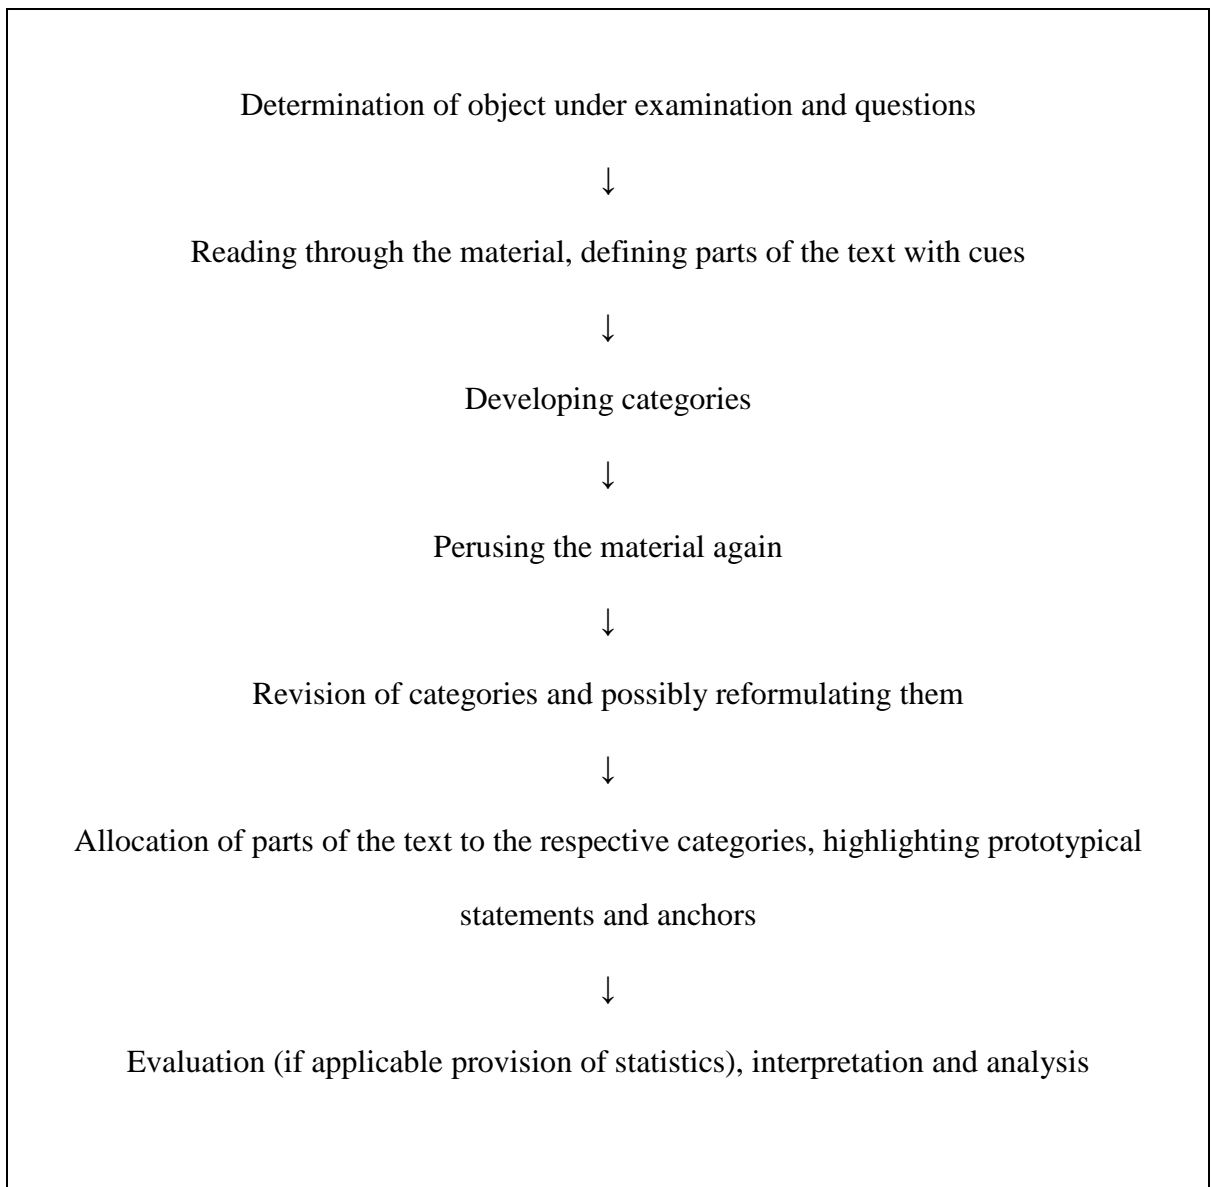 Determination of object under examination and questions
↓
Reading through the material, defining parts of the text with cues
↓
Developing categories
↓
Perusing the material again
↓
Revision of categories and possibly reformulating them
↓
Allocation of parts of the text to the respective categories, highlighting prototypical
statements and anchors
↓
Evaluation (if applicable provision of statistics), interpretation and analysis